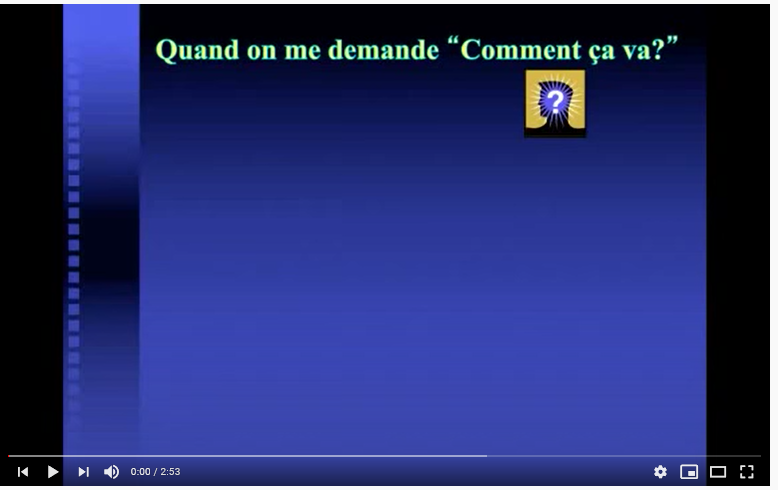 Quand on me demande “Comment ça va?”
?
0:00 / 2:53